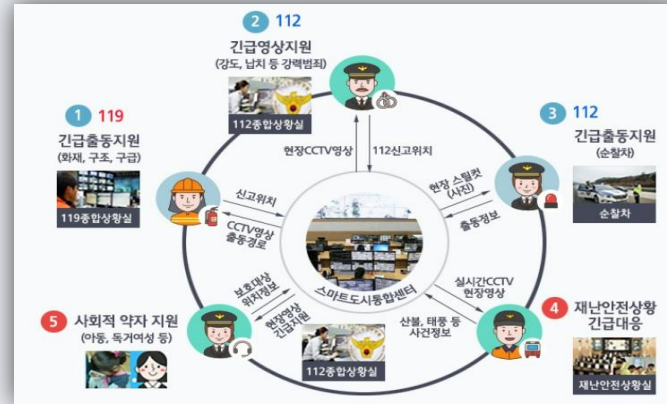 2 112
긴급영상지원
(강도, 납치 등 강력범죄)
112종합상황실
1 119
긴급출동지원
(화재, 구조, 구급)
119종합상황실
3 112
긴급출동지원
(순찰차)
순찰차
현장CCTV영상
112신고위치
신고위치
CCTV영상
출동경로
현장 스틸컷
(사진)
출동정보
스마트도시통합센터
보호대상
위치정보
현장영상
긴급지원
실시간CCTV
현장영상
산불, 태풍 등
사건정보
5 사회적 약자 지원
(아동, 독거여성 등)
112종합상황실
4 재난안전상황
긴급대응
재난안전상황실